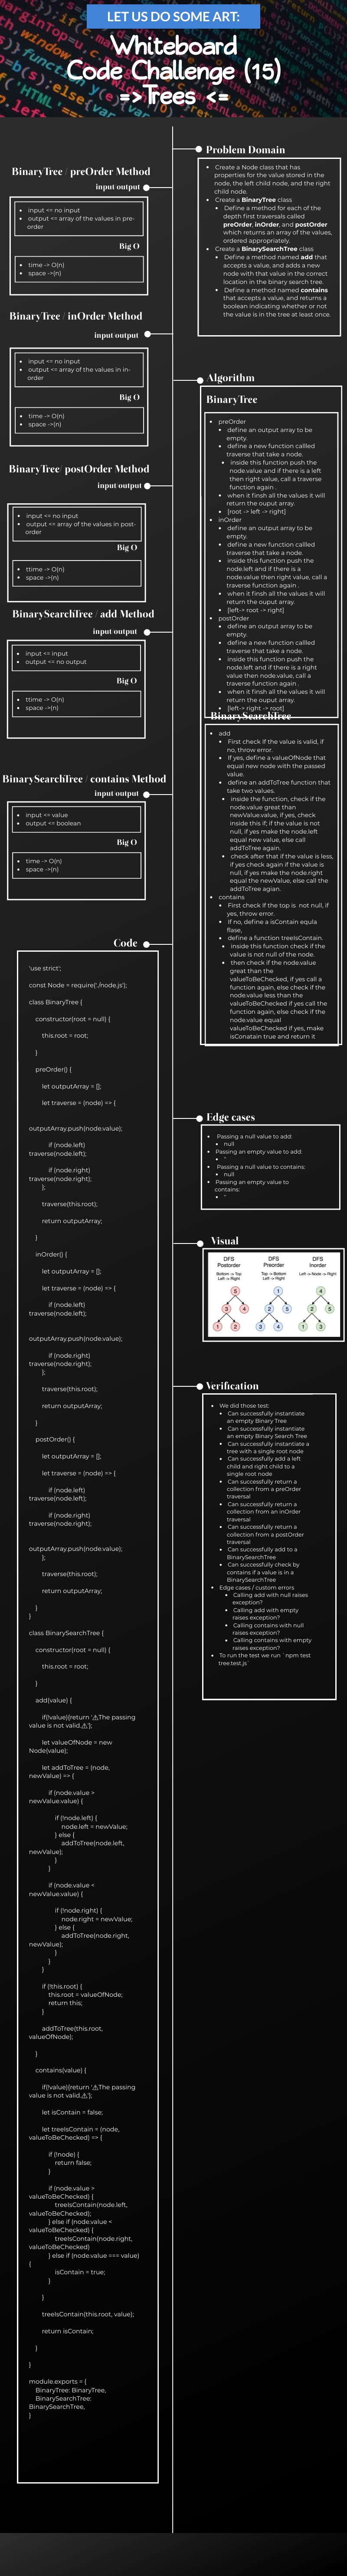 LET US DO SOME ART:
Whiteboard
Code Challenge (15)
=>Trees <=
BinaryTree / preOrder Method
input output
input <= no input
output <= array of the values in pre-
order
Big O
time -> O(n)
space ->(n)
BinaryTree / inOrder Method
input output
input <= no input
output <= array of the values in in-
order
Big O
time -> O(n)
space ->(n)
BinaryTree/ postOrder Method
input output
input <= no input
output <= array of the values in post-
order
Big O
ttime -> O(n)
space ->(n)
BinarySearchTree / add Method
input output
input <= input
output <= no output
Big O
ttime -> O(n)
space ->(n)
BinarySearchTree / contains Method
input output
input <= value
output <= boolean
Big O
time -> O(n)
space ->(n)
Code
'use strict';
const Node = require('./node.js');
class BinaryTree {
constructor(root = null) {
this.root = root;
}
preOrder() {
let outputArray = [];
let traverse = (node) => {
outputArray.push(node.value);
if (node.left)
traverse(node.left);
if (node.right)
traverse(node.right);
};
traverse(this.root);
return outputArray;
}
inOrder() {
let outputArray = [];
let traverse = (node) => {
if (node.left)
traverse(node.left);
outputArray.push(node.value);
if (node.right)
traverse(node.right);
};
traverse(this.root);
return outputArray;
}
postOrder() {
let outputArray = [];
let traverse = (node) => {
if (node.left)
traverse(node.left);
if (node.right)
traverse(node.right);
outputArray.push(node.value);
};
traverse(this.root);
return outputArray;
}
}
class BinarySearchTree {
constructor(root = null) {
this.root = root;
}
add(value) {
if(!value){return '⚠The passing
value is not valid.⚠'};
let valueOfNode = new
Node(value);
let addToTree = (node,
newValue) => {
if (node.value >
newValue.value) {
if (!node.left) {
node.left = newValue;
} else {
addToTree(node.left,
newValue);
}
}
if (node.value <
newValue.value) {
if (!node.right) {
node.right = newValue;
} else {
addToTree(node.right,
newValue);
}
}
}
if (!this.root) {
this.root = valueOfNode;
return this;
}
addToTree(this.root,
valueOfNode);
}
contains(value) {
if(!value){return '⚠The passing
value is not valid.⚠'};
let isContain = false;
let treeIsContain = (node,
valueToBeChecked) => {
if (!node) {
return false;
}
if (node.value >
valueToBeChecked) {
treeIsContain(node.left,
valueToBeChecked);
} else if (node.value <
valueToBeChecked) {
treeIsContain(node.right,
valueToBeChecked)
} else if (node.value === value)
{
isContain = true;
}
}
treeIsContain(this.root, value);
return isContain;
}
}
module.exports = {
BinaryTree: BinaryTree,
BinarySearchTree:
BinarySearchTree,
}
Problem Domain
Create a Node class that has
properties for the value stored in the
node, the left child node, and the right
child node.
Create a BinaryTree class
Define a method for each of the
depth first traversals called
preOrder, inOrder, and postOrder
which returns an array of the values,
ordered appropriately.
Create a BinarySearchTree class
Define a method named add that
accepts a value, and adds a new
node with that value in the correct
location in the binary search tree.
Define a method named contains
that accepts a value, and returns a
boolean indicating whether or not
the value is in the tree at least once.
Algorithm
BinaryTree
preOrder
define an output array to be
empty.
define a new function callled
traverse that take a node.
inside this function push the
node.value and if there is a left
then right value, call a traverse
function again .
when it finsh all the values it will
return the ouput array.
[root -> left -> right]
inOrder
define an output array to be
empty.
define a new function callled
traverse that take a node.
inside this function push the
node.left and if there is a
node.value then right value, call a
traverse function again .
when it finsh all the values it will
return the ouput array.
[left-> root -> right]
postOrder
define an output array to be
empty.
define a new function callled
traverse that take a node.
inside this function push the
node.left and if there is a right
value then node.value, call a
traverse function again .
when it finsh all the values it will
return the ouput array.
[left-> right -> root]
BinarySearchTree
add
First check if the value is valid, if
no, throw error.
If yes, define a valueOfNode that
equal new node with the passed
value.
define an addToTree function that
take two values.
inside the function, check if the
node.value great than
newValue.value, if yes, check
inside this if; if the value is not
null, if yes make the node.left
equal new value, else call
addToTree again.
check after that if the value is less,
if yes check again if the value is
null, if yes make the node.right
equal the newValue, else call the
addToTree agian.
contains
First check if the top is not null, if
yes, throw error.
If no, define a isContain equla
flase,
define a function treeIsContain.
inside this function check if the
value is not null of the node.
then check if the node.value
great than the
valueToBeChecked, if yes call a
function again, else check if the
node.value less than the
valueToBeChecked if yes call the
function again, else check if the
node.value equal
valueToBeChecked if yes, make
isConatain true and return it
Edge cases
Passing a null value to add:
null
Passing an empty value to add:
''
Passing a null value to contains:
null
Passing an empty value to
contains:
''
Visual
DFS
Postorder
Bottom -> Top
Left -> Right
5
3 4
1 2
DFS
Preorder
Top -> Bottom
Left -> Right
1
2 5
3 4
DFS
Inorder
Left -> Node -> Right
4
2 5
1 3
Verification
We did those test:
Can successfully instantiate
an empty Binary Tree
Can successfully instantiate
an empty Binary Search Tree
Can successfully instantiate a
tree with a single root node
Can successfully add a left
child and right child to a
single root node
Can successfully return a
collection from a preOrder
traversal
Can successfully return a
collection from an inOrder
traversal
Can successfully return a
collection from a postOrder
traversal
Can successfully add to a
BinarySearchTree
Can successfully check by
contains if a value is in a
BinarySearchTree
Edge cases / custom errors
Calling add with null raises
exception?
Calling add with empty
raises exception?
Calling contains with null
raises exception?
Calling contains with empty
raises exception?
To run the test we run `npm test
tree.test.js`